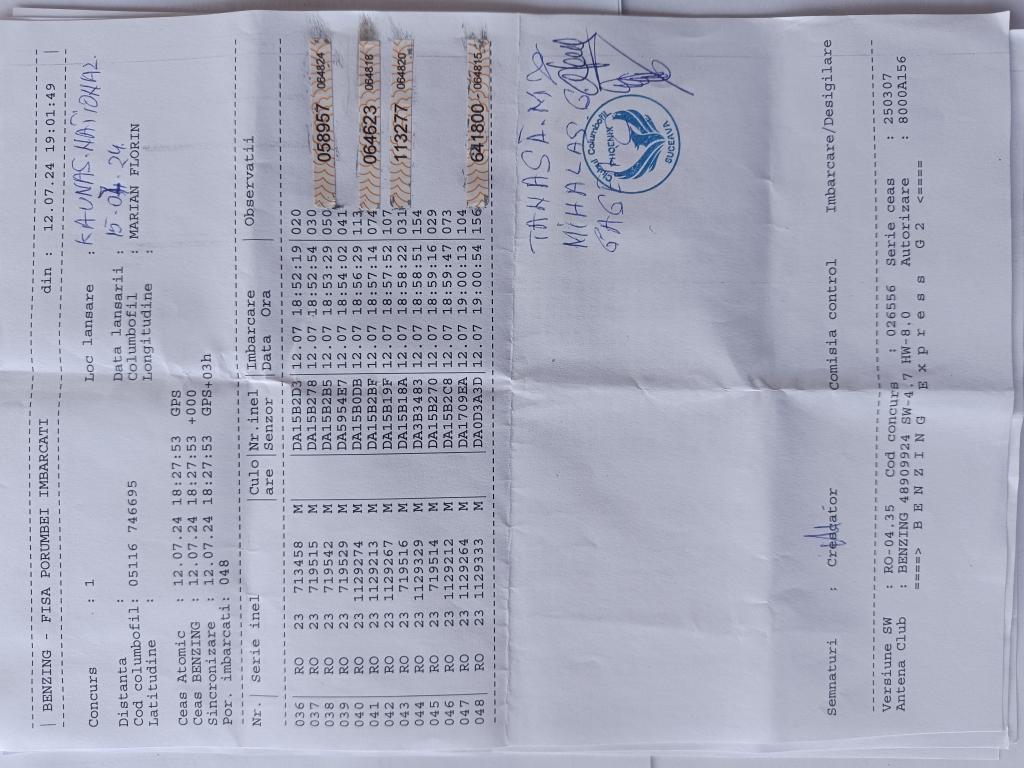 | BENZING - FISA PORUMBEI IMBARCATI din : 12.07.24 19:01:49 |
Concurs : 1 Loc lansare : KAUNAS-NATIONAL
Distanta : Data lansarii : 15.07.24
Cod columbofil: 05116 746695 Columbofil : MARIAN FLORIN
Latitudine : Longitudine :
Ceas Atomic : 12.07.24 18:27:53 GPS
Ceas BENZING : 12.07.24 18:27:53 +000
Sincronizare : 12.07.24 18:27:53 GPS+03h
Por. imbarcati: 048
Nr.| Serie inel |Culo|Nr.inel |Imbarcare | Observatii
|are |Senzor |Data Ora |
036 RO 23 713458 M |DA15B2D3|12.07 18:52:19|020
037 RO 23 719515 M |DA15B278|12.07 18:52:54|030
038 RO 23 719542 M |DA15B2B5|12.07 18:53:29|050 058957 064824
039 RO 23 719529 M |DA5954E7|12.07 18:54:02|041
040 RO 23 1129274 M |DA15B0DB|12.07 18:56:29|113
041 RO 23 1129213 M |DA15B2BF|12.07 18:57:14|074 064623 064818
042 RO 23 1129267 M |DA15B19F|12.07 18:57:52|107
043 RO 23 719516 M |DA15B18A|12.07 18:58:22|031 113277 064820
044 RO 23 1129329 M |DA3B3483|12.07 18:58:51|154
045 RO 23 719514 M |DA15B270|12.07 18:59:16|029
046 RO 23 1129212 M |DA15B2C8|12.07 18:59:47|073
047 RO 23 1129264 M |DA1709EA|12.07 19:00:13|104
048 RO 23 1129333 M |DA0D3A3D|12.07 19:00:54|156 641800 064815
TANASĂ.M
MIHALAS
Clubul Columbofil
PHOENIX
SUCEAVA
Semnaturi : Crescator Comisia control Imbarcare/Desigilare
Versiune SW : RO-04.35 Cod concurs : 026556 Serie ceas : 250307
Antena Club : BENZING 48909924 SW-4.7 HW-8.0 Autorizare : 8000A156
====> B E N Z I N G E x p r e s s G 2 <====